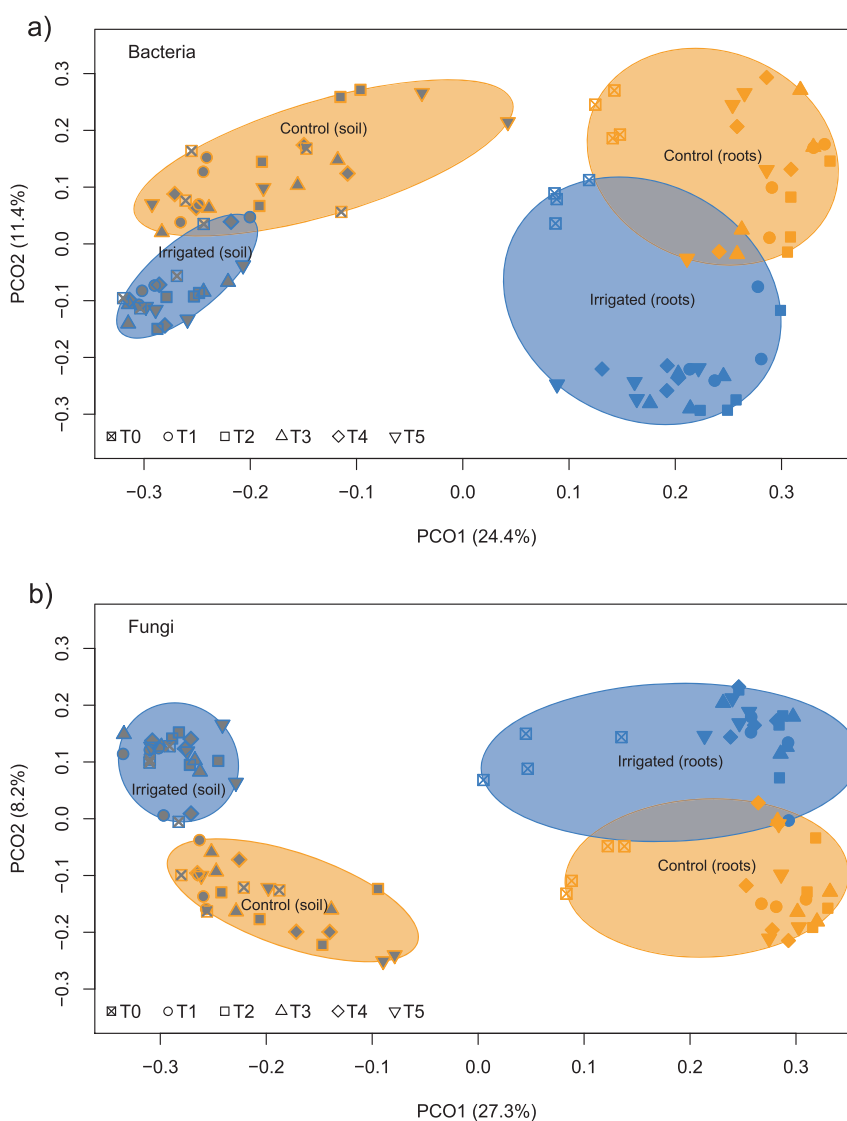 a)
Bacteria
Control (soil)
Control (roots)
Irrigated (soil)
Irrigated (roots)
PCO2 (11.4%)
0.3
0.2
0.1
0.0
−0.1
−0.2
−0.3
T0 T1 T2 T3 T4 T5
−0.3 −0.2 −0.1 0.0 0.1 0.2 0.3
PCO1 (24.4%)
b)
Fungi
Irrigated (roots)
Irrigated (soil)
Control (roots)
Control (soil)
PCO2 (8.2%)
0.3
0.2
0.1
0.0
−0.1
−0.2
−0.3
T0 T1 T2 T3 T4 T5
−0.3 −0.2 −0.1 0.0 0.1 0.2 0.3
PCO1 (27.3%)